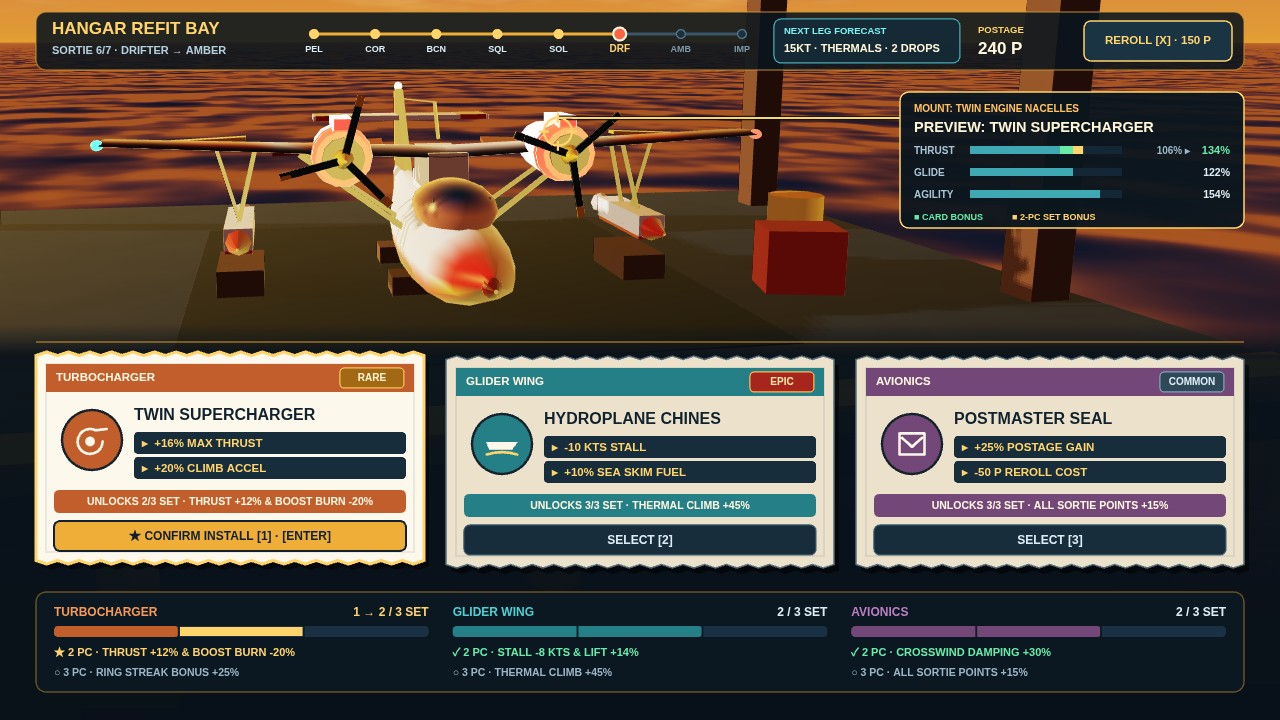 HANGAR REFIT BAY
SORTIE 6/7 · DRIFTER → AMBER
PEL COR BCN SQL SOL DRF AMB IMP
NEXT LEG FORECAST
15KT · THERMALS · 2 DROPS
POSTAGE
240 P
REROLL [X] · 150 P
MOUNT: TWIN ENGINE NACELLES
PREVIEW: TWIN SUPERCHARGER
THRUST 106% ▸ 134%
GLIDE 122%
AGILITY 154%
■ CARD BONUS ■ 2-PC SET BONUS
TURBOCHARGER RARE
TWIN SUPERCHARGER
▸ +16% MAX THRUST
▸ +20% CLIMB ACCEL
UNLOCKS 2/3 SET · THRUST +12% & BOOST BURN -20%
★ CONFIRM INSTALL [1] · [ENTER]
GLIDER WING EPIC
HYDROPLANE CHINES
▸ -10 KTS STALL
▸ +10% SEA SKIM FUEL
UNLOCKS 3/3 SET · THERMAL CLIMB +45%
SELECT [2]
AVIONICS COMMON
POSTMASTER SEAL
▸ +25% POSTAGE GAIN
▸ -50 P REROLL COST
UNLOCKS 3/3 SET · ALL SORTIE POINTS +15%
SELECT [3]
TURBOCHARGER 1 → 2 / 3 SET
★ 2 PC · THRUST +12% & BOOST BURN -20%
○ 3 PC · RING STREAK BONUS +25%
GLIDER WING 2 / 3 SET
✓ 2 PC · STALL -8 KTS & LIFT +14%
○ 3 PC · THERMAL CLIMB +45%
AVIONICS 2 / 3 SET
✓ 2 PC · CROSSWIND DAMPING +30%
○ 3 PC · ALL SORTIE POINTS +15%